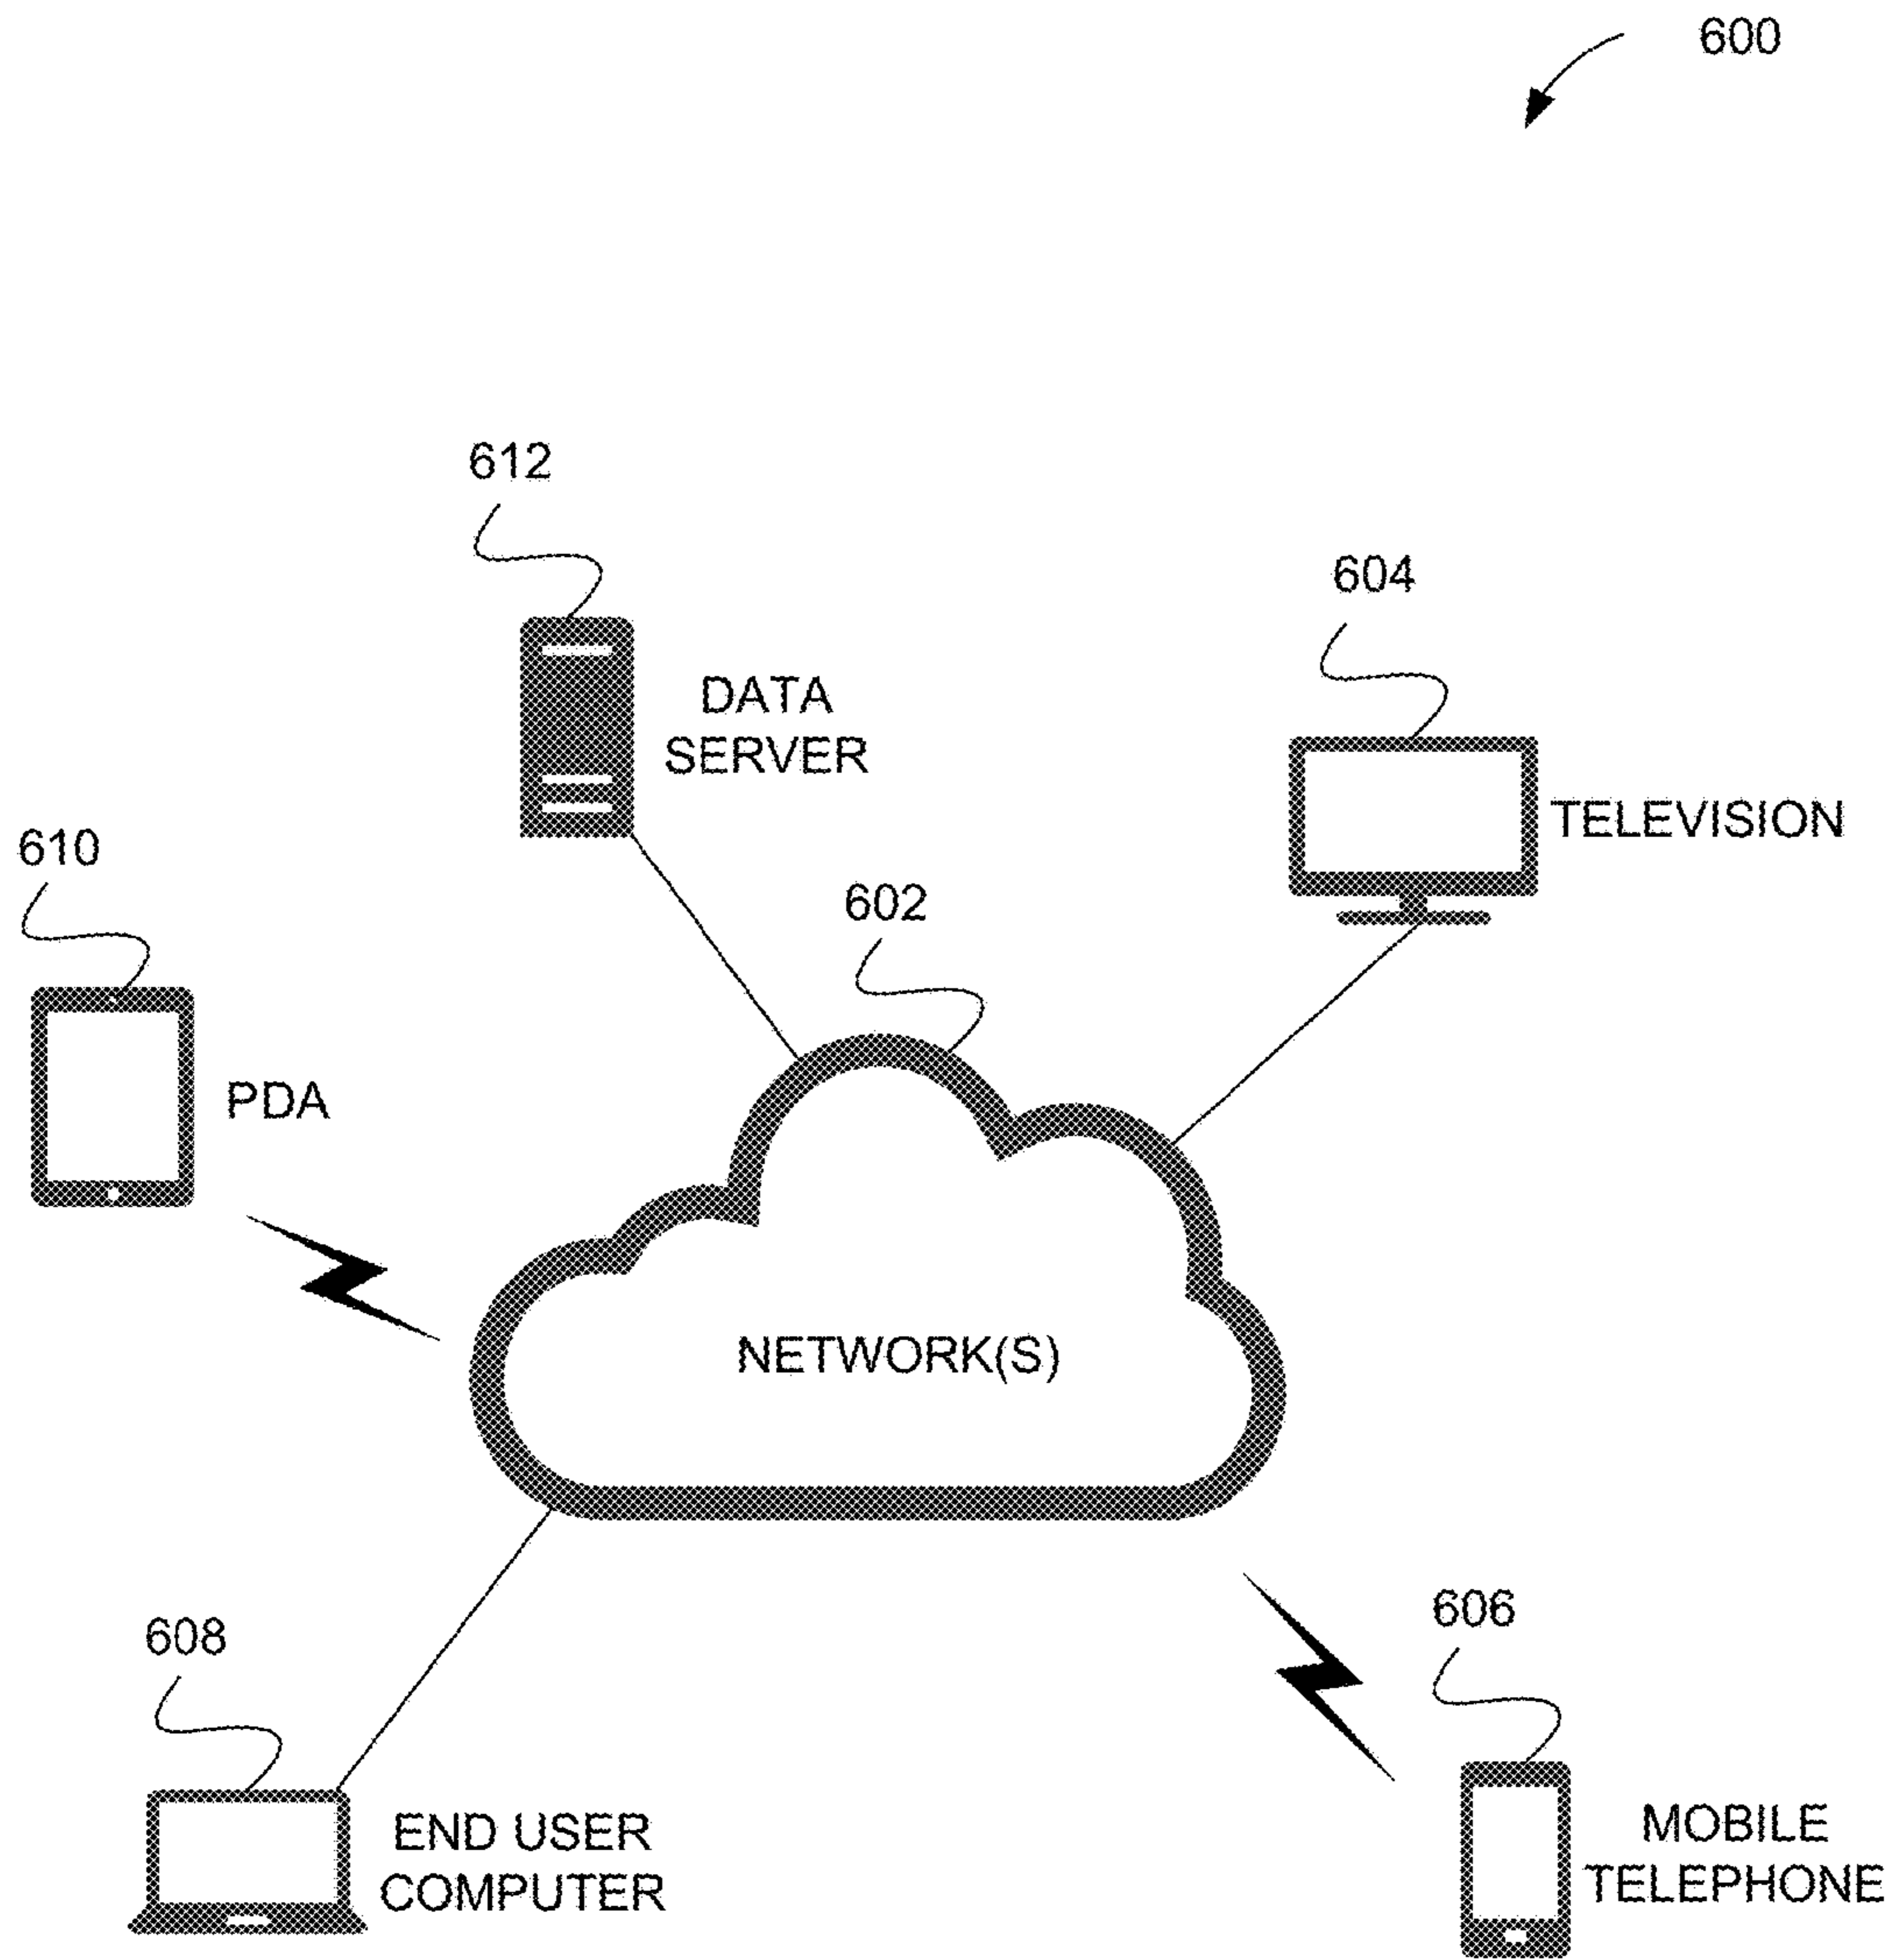 600
612
604
DATA
SERVER
TELEVISION
610
602
PDA
NETWORK(S)
606
608
MOBILE
TELEPHONE
END USER
COMPUTER